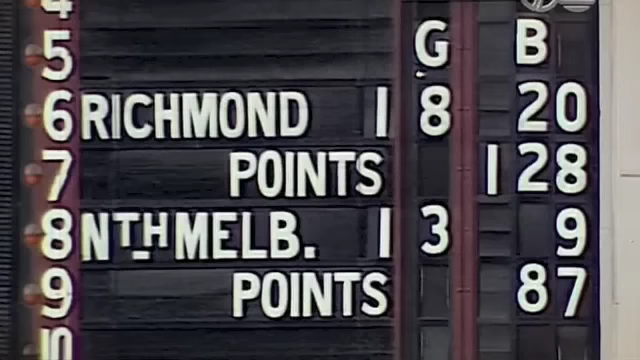 4
5 G B
6 RICHMOND 18 20
7 POINTS 128
8 NTH MELB. 13 9
9 POINTS 87
10